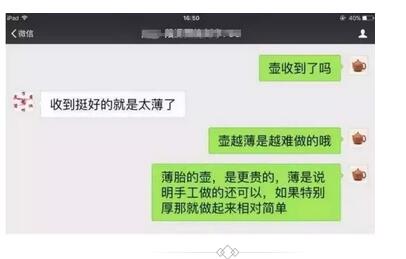 iPad
16:50
40%
微信
壶收到了吗
收到挺好的就是太薄了
壶越薄是越难做的哦
薄胎的壶，是更贵的，薄是说
明手工做的还可以，如果特别
厚那就做起来相对简单